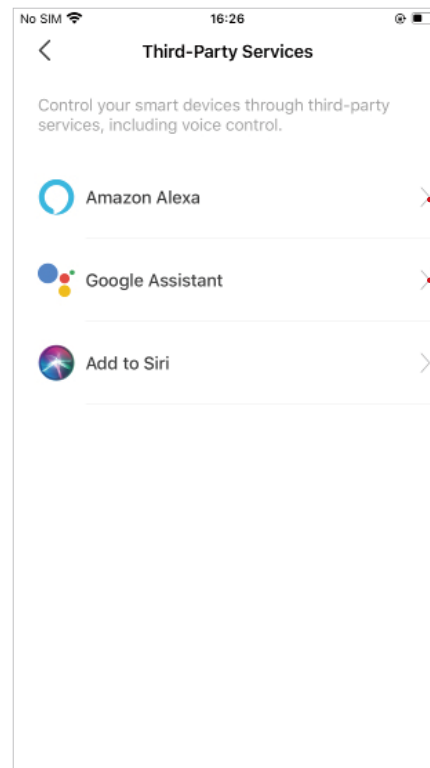 No SIM 16:26
Third-Party Services
Control your smart devices through third-party
services, including voice control.
Amazon Alexa
Google Assistant
Add to Siri